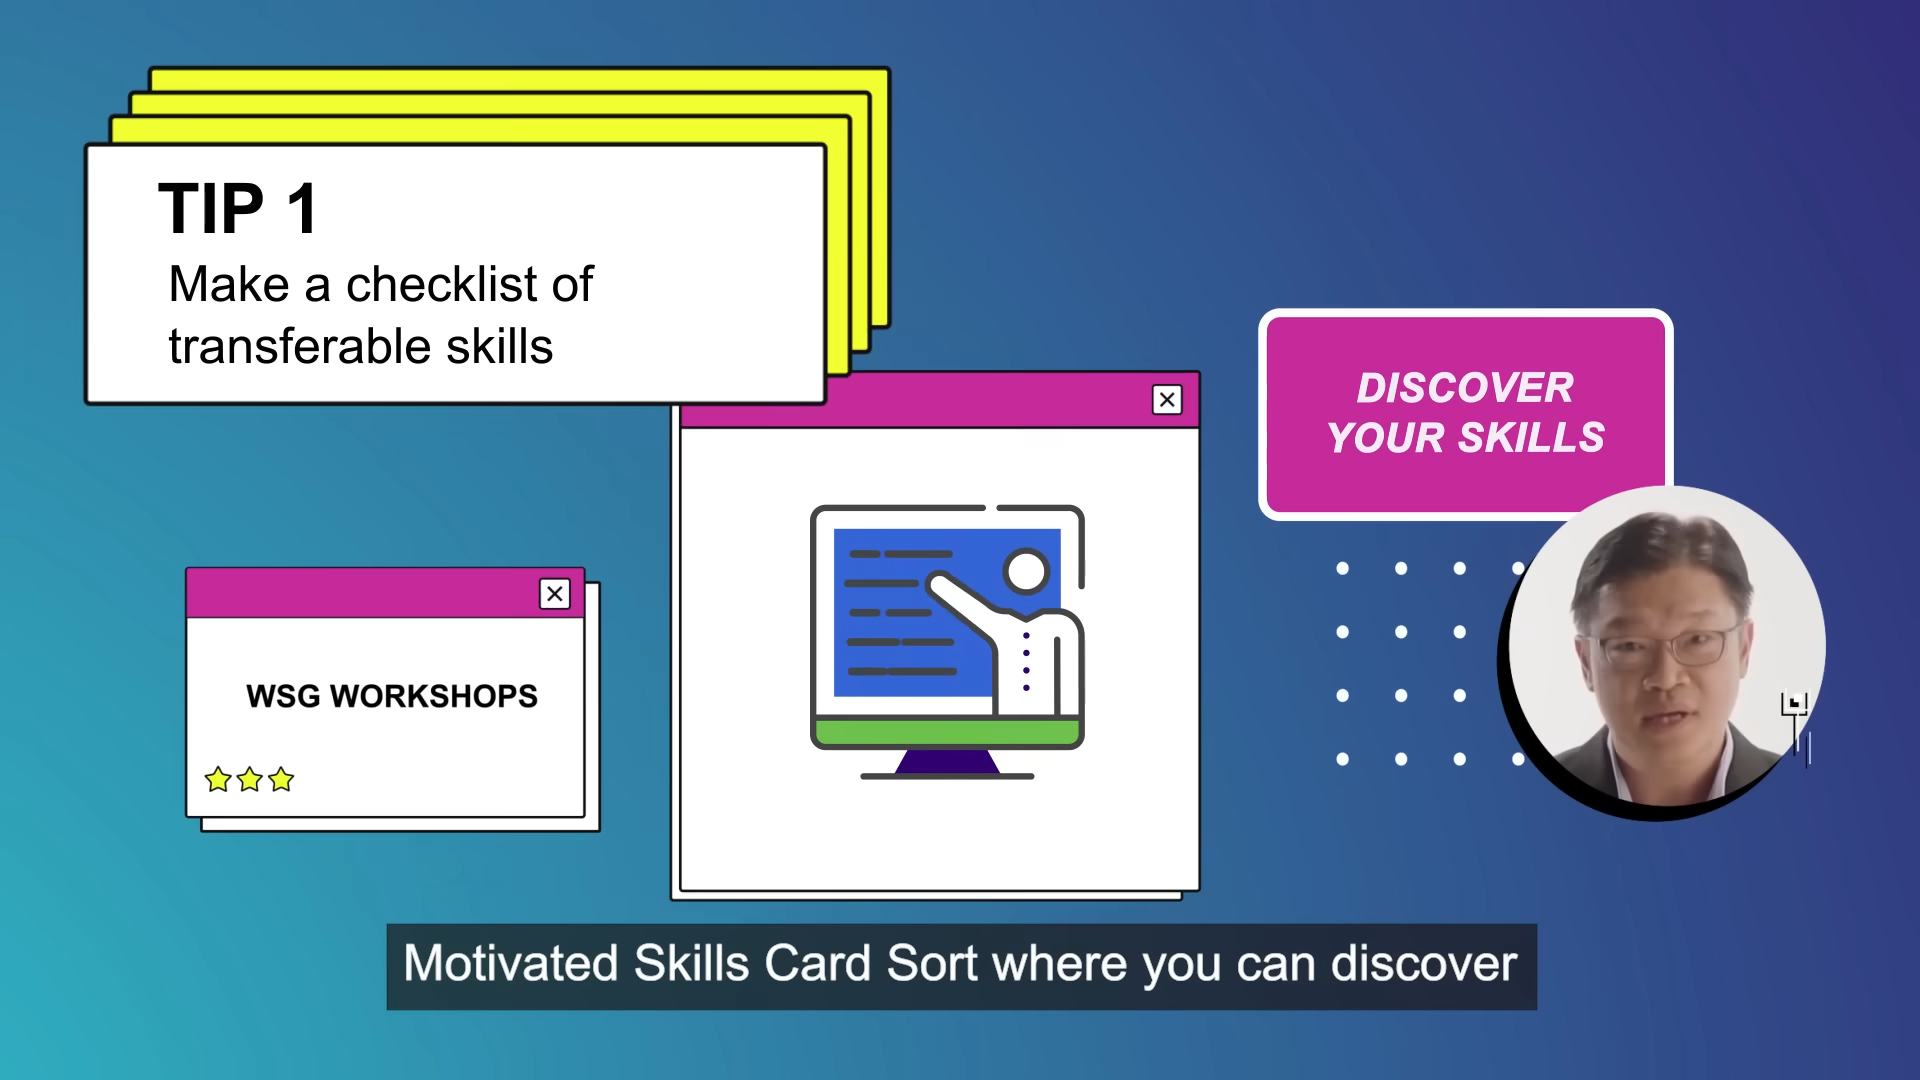 TIP 1
Make a checklist of
transferable skills
DISCOVER
YOUR SKILLS
WSG WORKSHOPS
Motivated Skills Card Sort where you can discover